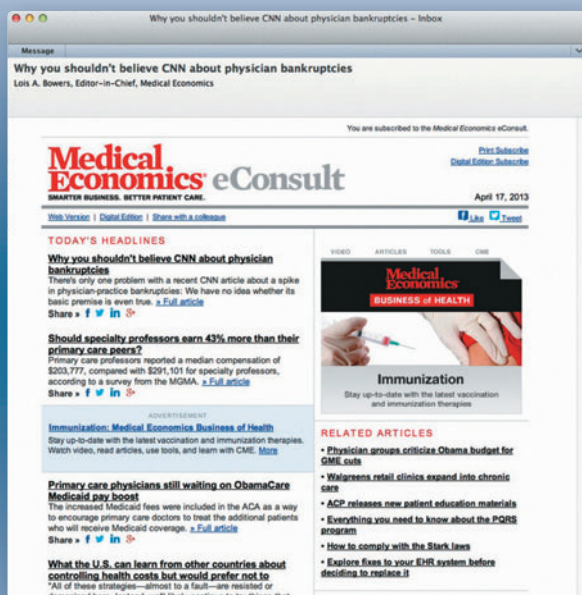 Why you shouldn't believe CNN about physician bankruptcies – Inbox
Message
Why you shouldn't believe CNN about physician bankruptcies
Lois A. Bowers, Editor-in-Chief, Medical Economics
You are subscribed to the Medical Economics eConsult.
Medical
Economics eConsult
SMARTER BUSINESS. BETTER PATIENT CARE.
Print Subscribe
Digital Edition Subscribe
April 17, 2013
Web Version | Digital Edition | Share with a colleague
Like Tweet
TODAY'S HEADLINES
Why you shouldn't believe CNN about physician
bankruptcies
There's only one problem with a recent CNN article about a spike
in physician-practice bankruptcies: We have no idea whether its
basic premise is even true. » Full article
Share »
Should specialty professors earn 43% more than their
primary care peers?
Primary care professors reported a median compensation of
$203,777, compared with $291,101 for specialty professors,
according to a survey from the MGMA. » Full article
Share »
ADVERTISEMENT
Immunization: Medical Economics Business of Health
Stay up-to-date with the latest vaccination and immunization therapies.
Watch video, read articles, use tools, and learn with CME. More
Primary care physicians still waiting on ObamaCare
Medicaid pay boost
The increased Medicaid fees were included in the ACA as a way
to encourage primary care doctors to treat the additional patients
who will receive Medicaid coverage. » Full article
Share »
What the U.S. can learn from other countries about
controlling health costs but would prefer not to
"All of these strategies—almost to a fault—are resisted or
VIDEO ARTICLES TOOLS CME
Medical
Economics
BUSINESS of HEALTH
Immunization
Stay up-to-date with the latest vaccination
and immunization therapies
RELATED ARTICLES
• Physician groups criticize Obama budget for
GME cuts
• Walgreens retail clinics expand into chronic
care
• ACP releases new patient education materials
• Everything you need to know about the PQRS
program
• How to comply with the Stark laws
• Explore fixes to your EHR system before
deciding to replace it